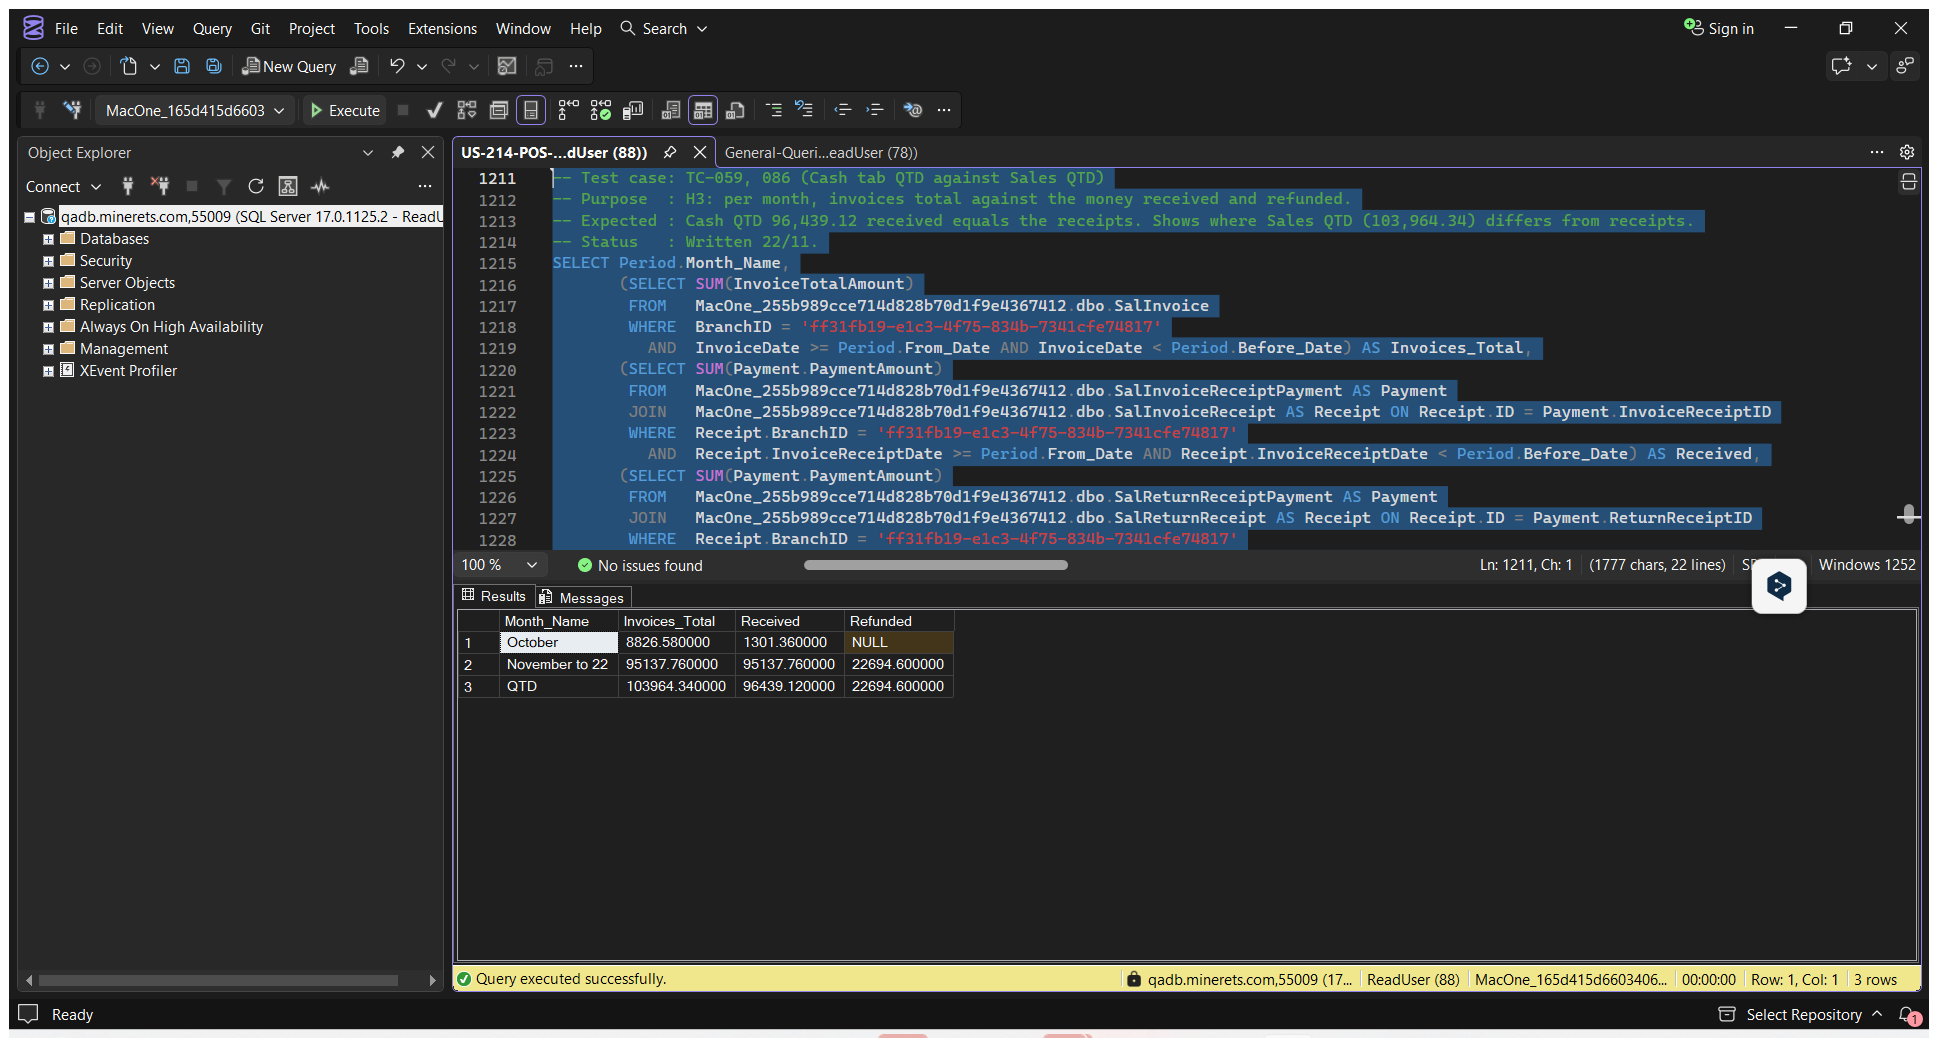 File Edit View Query Git Project Tools Extensions Window Help Search Sign in
New Query
MacOne_165d415d6603 Execute
Object Explorer
Connect
qadb.minerets.com,55009 (SQL Server 17.0.1125.2 - ReadU
Databases
Security
Server Objects
Replication
Always On High Availability
Management
XEvent Profiler
US-214-POS-...dUser (88)) General-Queri...eadUser (78))
1211 -- Test case: TC-059, 086 (Cash tab QTD against Sales QTD)
1212 -- Purpose  : H3: per month, invoices total against the money received and refunded.
1213 -- Expected : Cash QTD 96,439.12 received equals the receipts. Shows where Sales QTD (103,964.34) differs from receipts.
1214 -- Status   : Written 22/11.
1215 SELECT Period.Month_Name,
1216 (SELECT SUM(InvoiceTotalAmount)
1217 FROM   MacOne_255b989cce714d828b70d1f9e4367412.dbo.SalInvoice
1218 WHERE  BranchID = 'ff31fb19-e1c3-4f75-834b-7341cfe74817'
1219 AND  InvoiceDate >= Period.From_Date AND InvoiceDate < Period.Before_Date) AS Invoices_Total,
1220 (SELECT SUM(Payment.PaymentAmount)
1221 FROM   MacOne_255b989cce714d828b70d1f9e4367412.dbo.SalInvoiceReceiptPayment AS Payment
1222 JOIN   MacOne_255b989cce714d828b70d1f9e4367412.dbo.SalInvoiceReceipt AS Receipt ON Receipt.ID = Payment.InvoiceReceiptID
1223 WHERE  Receipt.BranchID = 'ff31fb19-e1c3-4f75-834b-7341cfe74817'
1224 AND  Receipt.InvoiceReceiptDate >= Period.From_Date AND Receipt.InvoiceReceiptDate < Period.Before_Date) AS Received,
1225 (SELECT SUM(Payment.PaymentAmount)
1226 FROM   MacOne_255b989cce714d828b70d1f9e4367412.dbo.SalReturnReceiptPayment AS Payment
1227 JOIN   MacOne_255b989cce714d828b70d1f9e4367412.dbo.SalReturnReceipt AS Receipt ON Receipt.ID = Payment.ReturnReceiptID
1228 WHERE  Receipt.BranchID = 'ff31fb19-e1c3-4f75-834b-7341cfe74817'
100 % No issues found Ln: 1211, Ch: 1 (1777 chars, 22 lines) Windows 1252
Results Messages
Month_Name Invoices_Total Received Refunded
1 October 8826.580000 1301.360000 NULL
2 November to 22 95137.760000 95137.760000 22694.600000
3 QTD 103964.340000 96439.120000 22694.600000
Query executed successfully. qadb.minerets.com,55009 (17... ReadUser (88) MacOne_165d415d6603406... 00:00:00 Row: 1, Col: 1 3 rows
Ready Select Repository 1